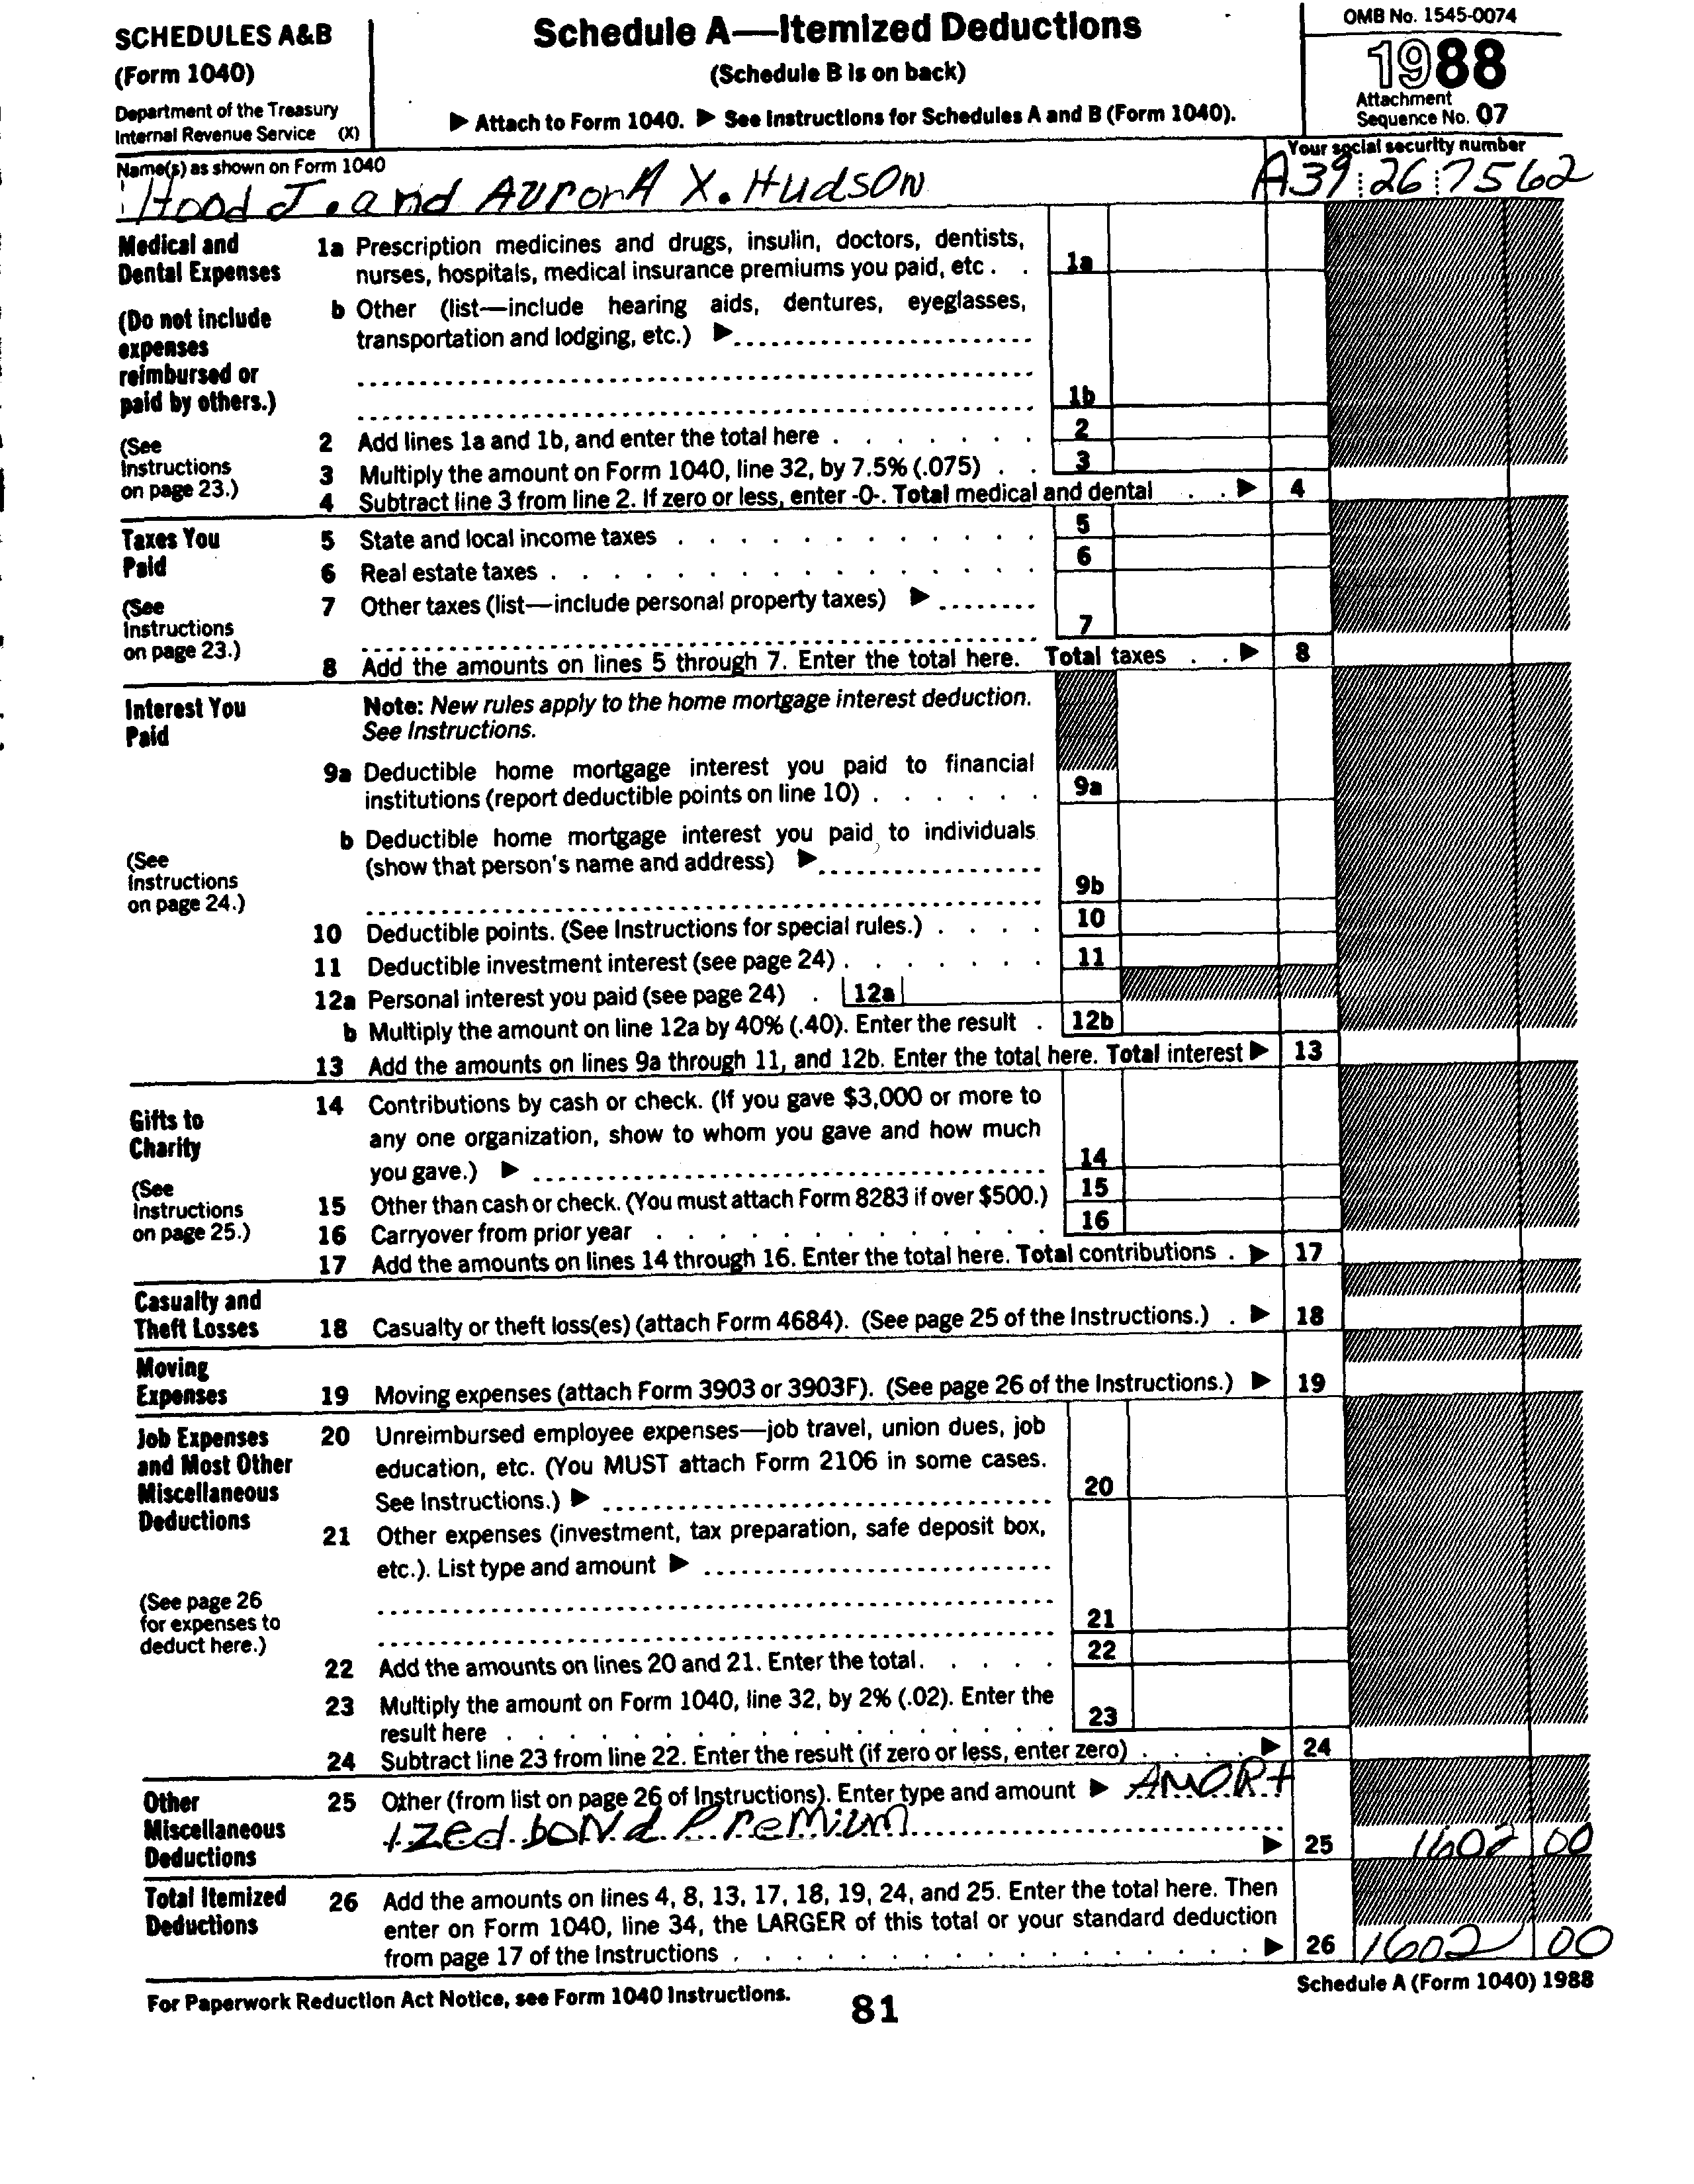 SCHEDULES A&B
(Form 1040)
Department of the Treasury
Internal Revenue Service (X)
Schedule A—Itemized Deductions
(Schedule B is on back)
▶ Attach to Form 1040. ▶ See Instructions for Schedules A and B (Form 1040).
OMB No. 1545-0074
1988
Attachment
Sequence No. 07
Name(s) as shown on Form 1040
Hood J. and Aurora X. Hudson
Your social security number
A39 26 7562
Medical and
Dental Expenses
(Do not include
expenses
reimbursed or
paid by others.)
(See
Instructions
on page 23.)
1a Prescription medicines and drugs, insulin, doctors, dentists,
nurses, hospitals, medical insurance premiums you paid, etc . . 1a
b Other (list—include hearing aids, dentures, eyeglasses,
transportation and lodging, etc.) ▶
1b
2 Add lines 1a and 1b, and enter the total here . . . . . . . 2
3 Multiply the amount on Form 1040, line 32, by 7.5% (.075) . . 3
4 Subtract line 3 from line 2. If zero or less, enter -0-. Total medical and dental . . ▶ 4
Taxes You
Paid
(See
Instructions
on page 23.)
5 State and local income taxes . . . . . . . . . . . . 5
6 Real estate taxes . . . . . . . . . . . . . . . . 6
7 Other taxes (list—include personal property taxes) ▶
7
8 Add the amounts on lines 5 through 7. Enter the total here. Total taxes . . ▶ 8
Interest You
Paid
(See
Instructions
on page 24.)
Note: New rules apply to the home mortgage interest deduction.
See Instructions.
9a Deductible home mortgage interest you paid to financial
institutions (report deductible points on line 10) . . . . . . 9a
b Deductible home mortgage interest you paid to individuals
(show that person's name and address) ▶
9b
10 Deductible points. (See Instructions for special rules.) . . . . 10
11 Deductible investment interest (see page 24) . . . . . . . 11
12a Personal interest you paid (see page 24) . 12a
b Multiply the amount on line 12a by 40% (.40). Enter the result . 12b
13 Add the amounts on lines 9a through 11, and 12b. Enter the total here. Total interest ▶ 13
Gifts to
Charity
(See
Instructions
on page 25.)
14 Contributions by cash or check. (If you gave $3,000 or more to
any one organization, show to whom you gave and how much
you gave.) ▶ 14
15 Other than cash or check. (You must attach Form 8283 if over $500.) 15
16 Carryover from prior year . . . . . . . . . . . . . 16
17 Add the amounts on lines 14 through 16. Enter the total here. Total contributions . ▶ 17
Casualty and
Theft Losses
18 Casualty or theft loss(es) (attach Form 4684). (See page 25 of the Instructions.) . ▶ 18
Moving
Expenses
19 Moving expenses (attach Form 3903 or 3903F). (See page 26 of the Instructions.) ▶ 19
Job Expenses
and Most Other
Miscellaneous
Deductions
(See page 26
for expenses to
deduct here.)
20 Unreimbursed employee expenses—job travel, union dues, job
education, etc. (You MUST attach Form 2106 in some cases.
See Instructions.) ▶ 20
21 Other expenses (investment, tax preparation, safe deposit box,
etc.). List type and amount ▶
21
22 Add the amounts on lines 20 and 21. Enter the total. . . . . . 22
23 Multiply the amount on Form 1040, line 32, by 2% (.02). Enter the
result here . . . . . . . . . . . . . . . . . . 23
24 Subtract line 23 from line 22. Enter the result (if zero or less, enter zero) . . . . ▶ 24
Other
Miscellaneous
Deductions
25 Other (from list on page 26 of Instructions). Enter type and amount ▶ AMORt
ized bond Premium
▶ 25 1602 00
Total Itemized
Deductions
26 Add the amounts on lines 4, 8, 13, 17, 18, 19, 24, and 25. Enter the total here. Then
enter on Form 1040, line 34, the LARGER of this total or your standard deduction
from page 17 of the Instructions . . . . . . . . . . . . . . . . . ▶ 26 1602 00
For Paperwork Reduction Act Notice, see Form 1040 Instructions.
Schedule A (Form 1040) 1988
81